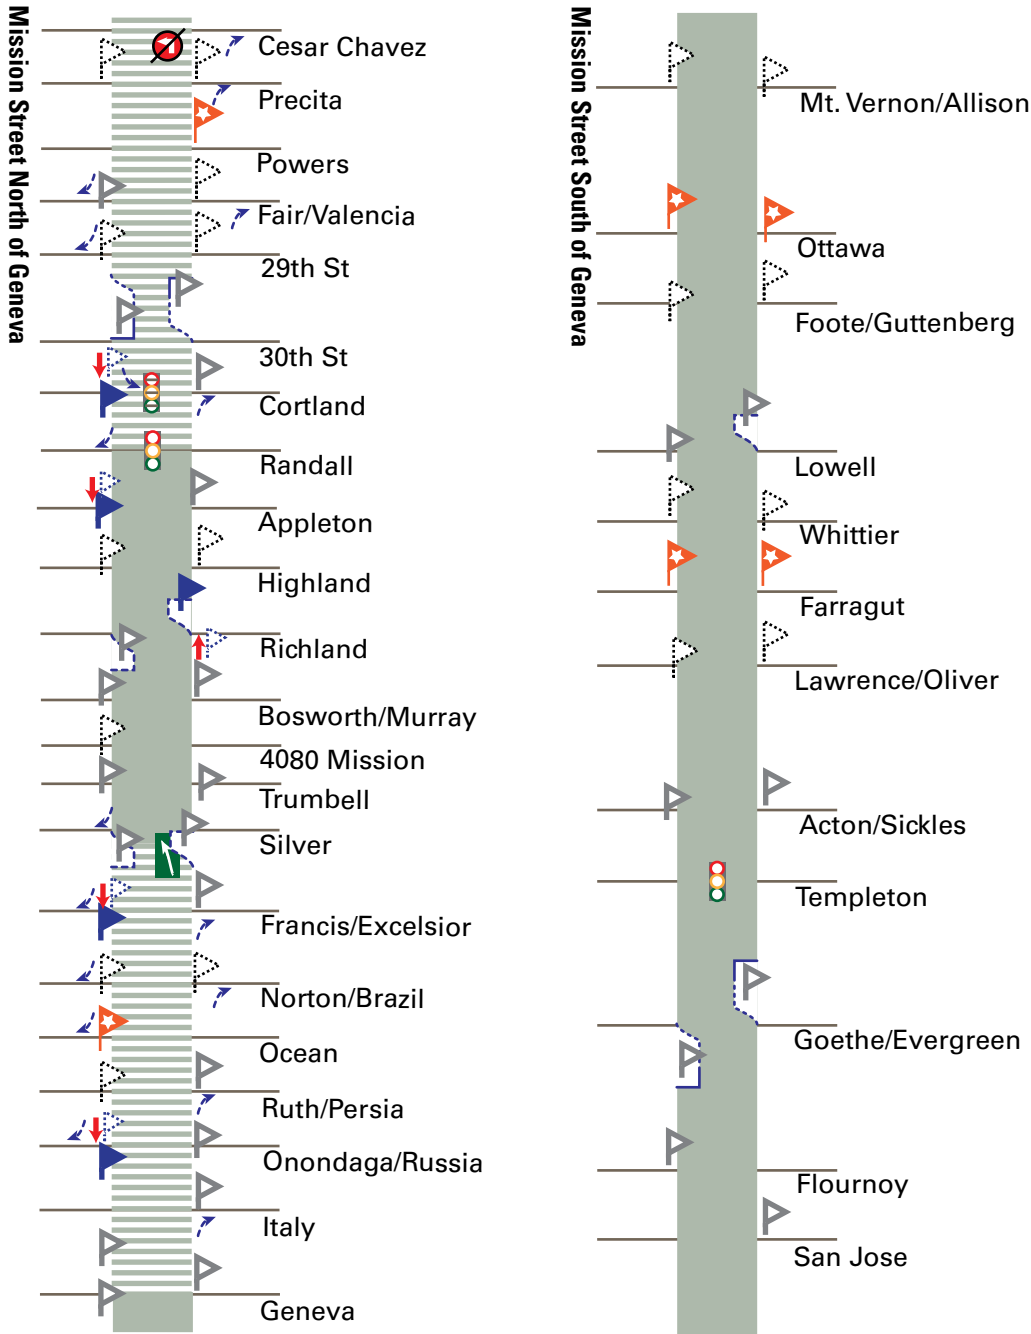 Mission Street North of Geneva
Cesar Chavez
Precita
Powers
Fair/Valencia
29th St
30th St
Cortland
Randall
Appleton
Highland
Richland
Bosworth/Murray
4080 Mission
Trumbell
Silver
Francis/Excelsior
Norton/Brazil
Ocean
Ruth/Persia
Onondaga/Russia
Italy
Geneva
Mission Street South of Geneva
Mt. Vernon/Allison
Ottawa
Foote/Guttenberg
Lowell
Whittier
Farragut
Lawrence/Oliver
Acton/Sickles
Templeton
Goethe/Evergreen
Flournoy
San Jose